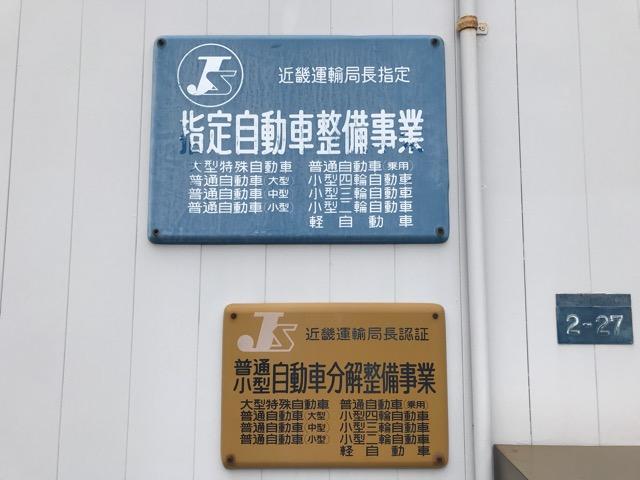 JS
近畿運輸局長指定
指定自動車整備事業
大型特殊自動車 普通自動車(乗用)
普通自動車(大型) 小型四輪自動車
普通自動車(中型) 小型三輪自動車
普通自動車(小型) 小型二輪自動車
軽自動車
JS
近畿運輸局長認証
普通
小型
自動車分解整備事業
大型特殊自動車 普通自動車(乗用)
普通自動車(大型) 小型四輪自動車
普通自動車(中型) 小型三輪自動車
普通自動車(小型) 小型二輪自動車
軽自動車
2-27